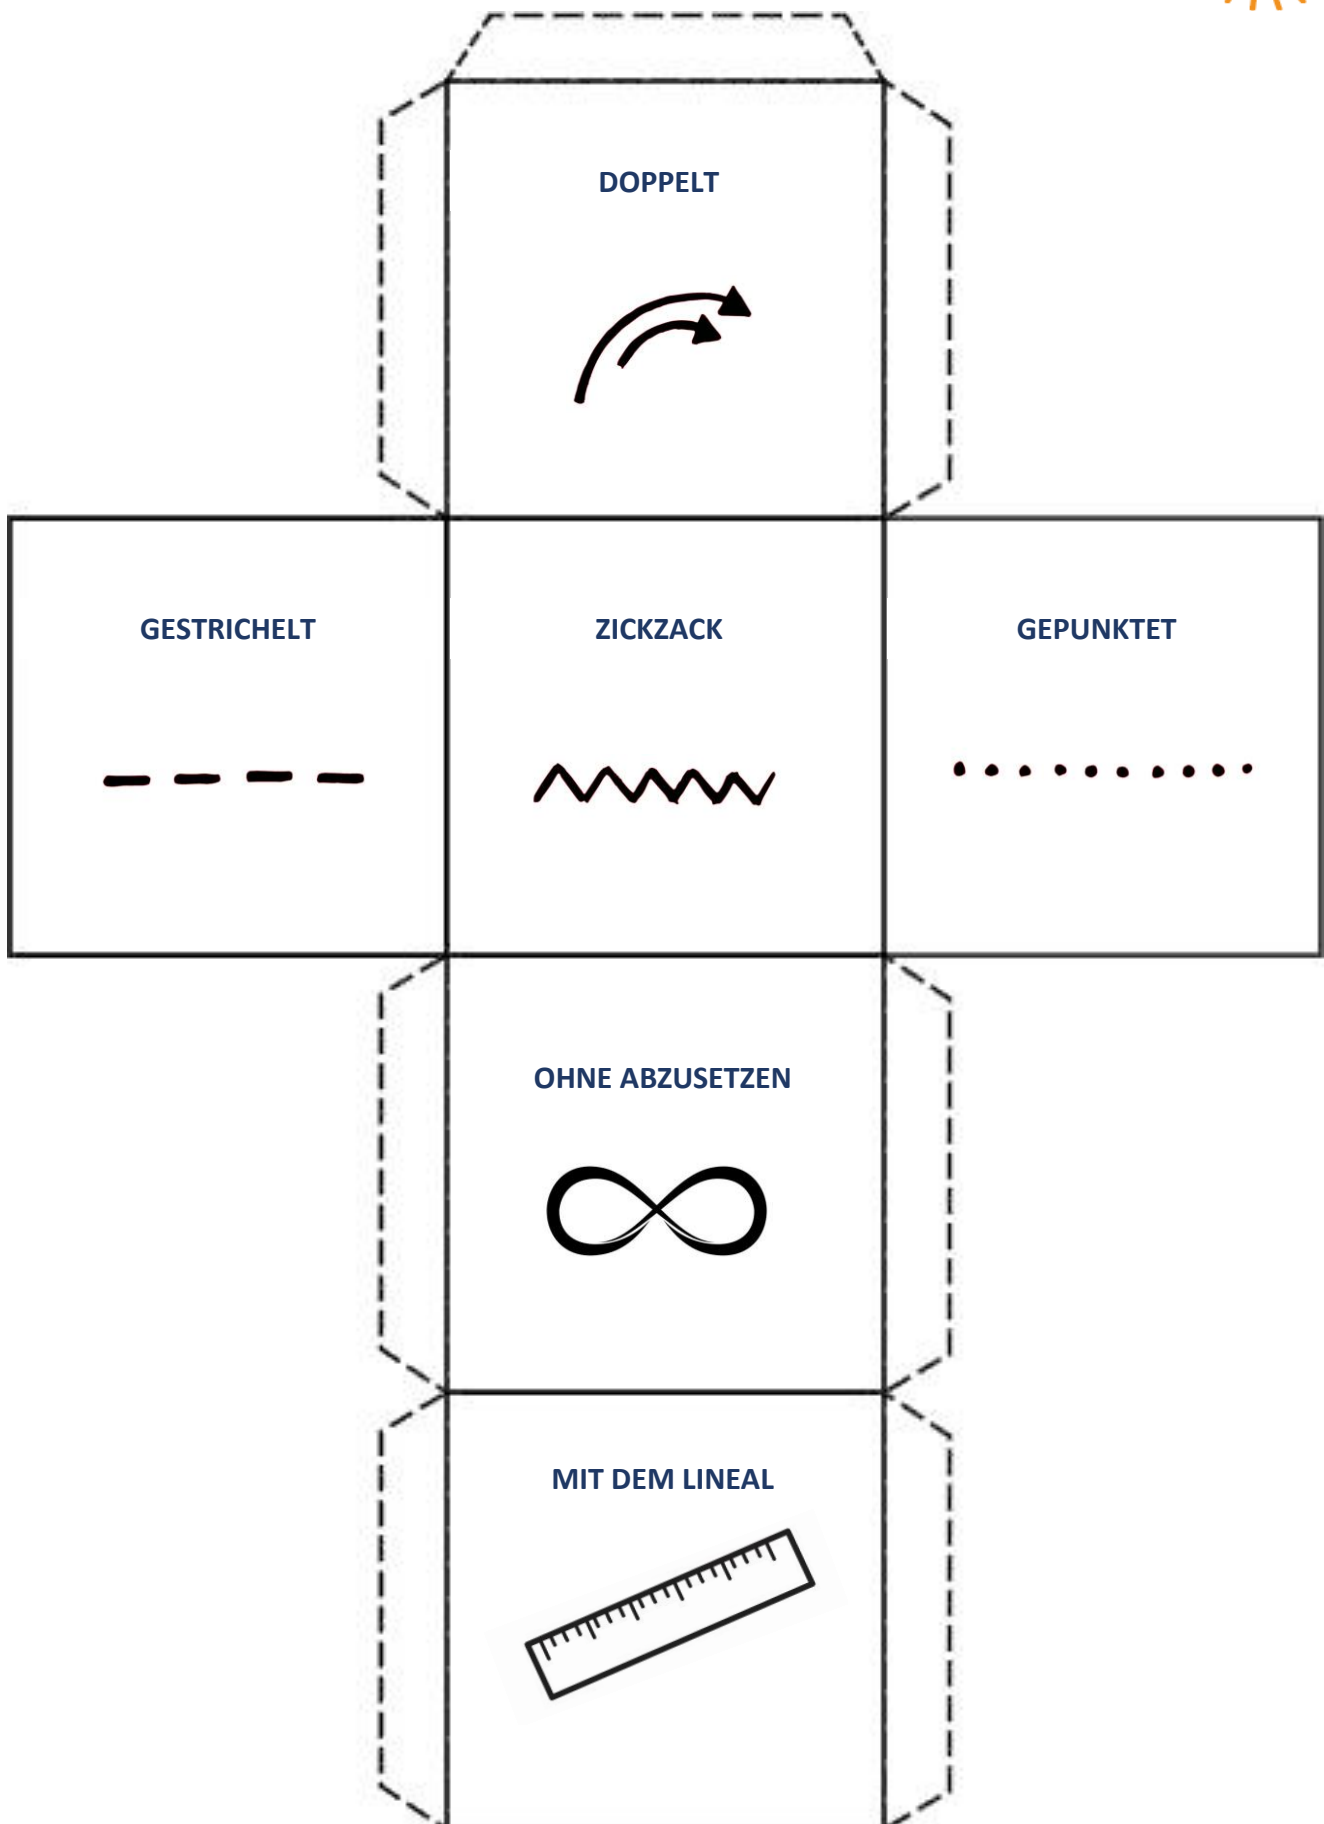 DOPPELT
GESTRICHELT
ZICKZACK
GEPUNKTET
OHNE ABZUSETZEN
MIT DEM LINEAL